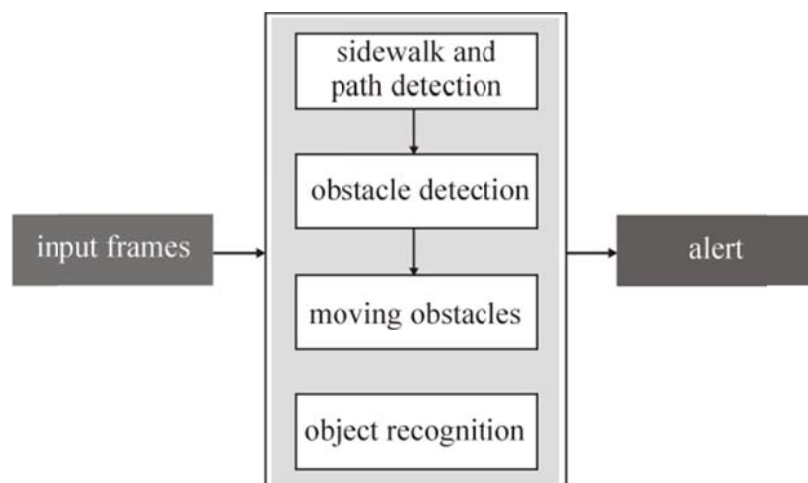 sidewalk and
path detection
obstacle detection
input frames
alert
moving obstacles
object recognition